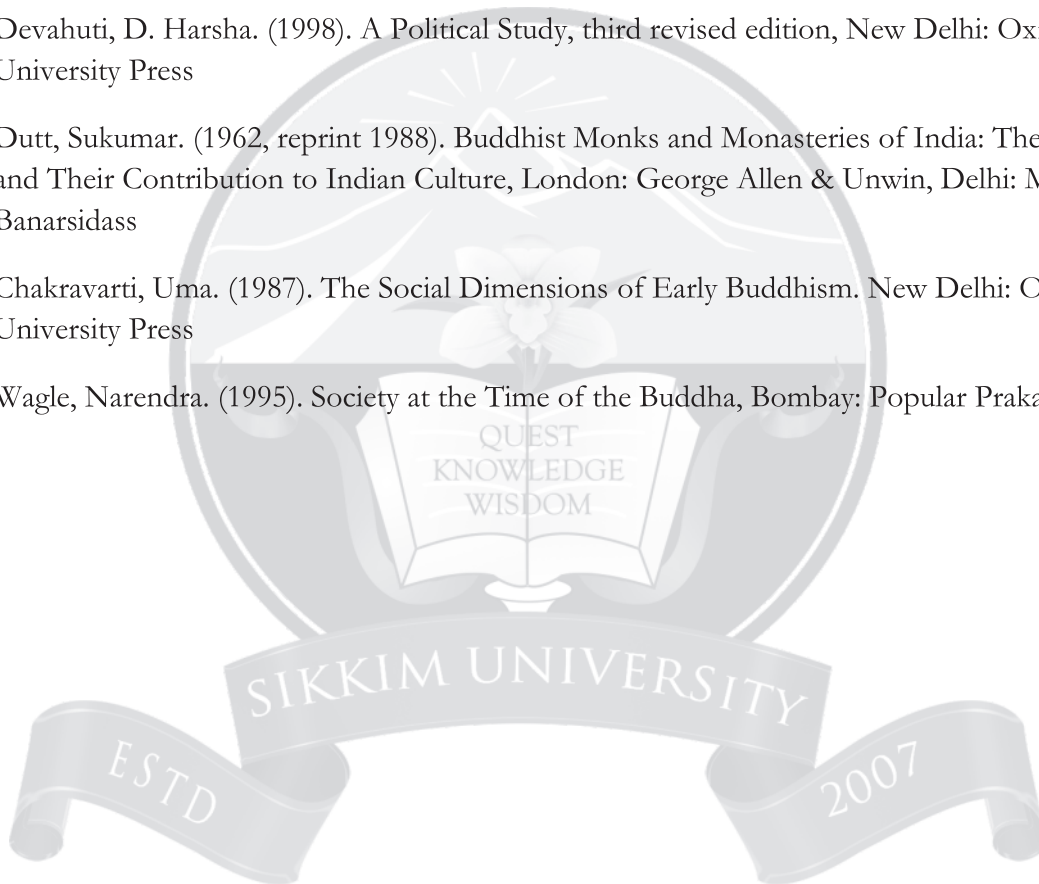 Devahuti, D. Harsha. (1998). A Political Study, third revised edition, New Delhi:
University Press
Dutt, Sukumar. (1962, reprint 1988). Buddhist Monks and Monasteries of India:
and Their Contribution to Indian Culture, London: George Allen & Unwin, Delhi:
Banarsidass
Chakravarti, Uma. (1987). The Social Dimensions of Early Buddhism. New Delhi:
University Press
Wagle, Narendra. (1995). Society at the Time of the Buddha, Bombay: Popular
QUEST
KNOWLEDGE
WISDOM
SIKKIM UNIVERSITY
ESTD
2007